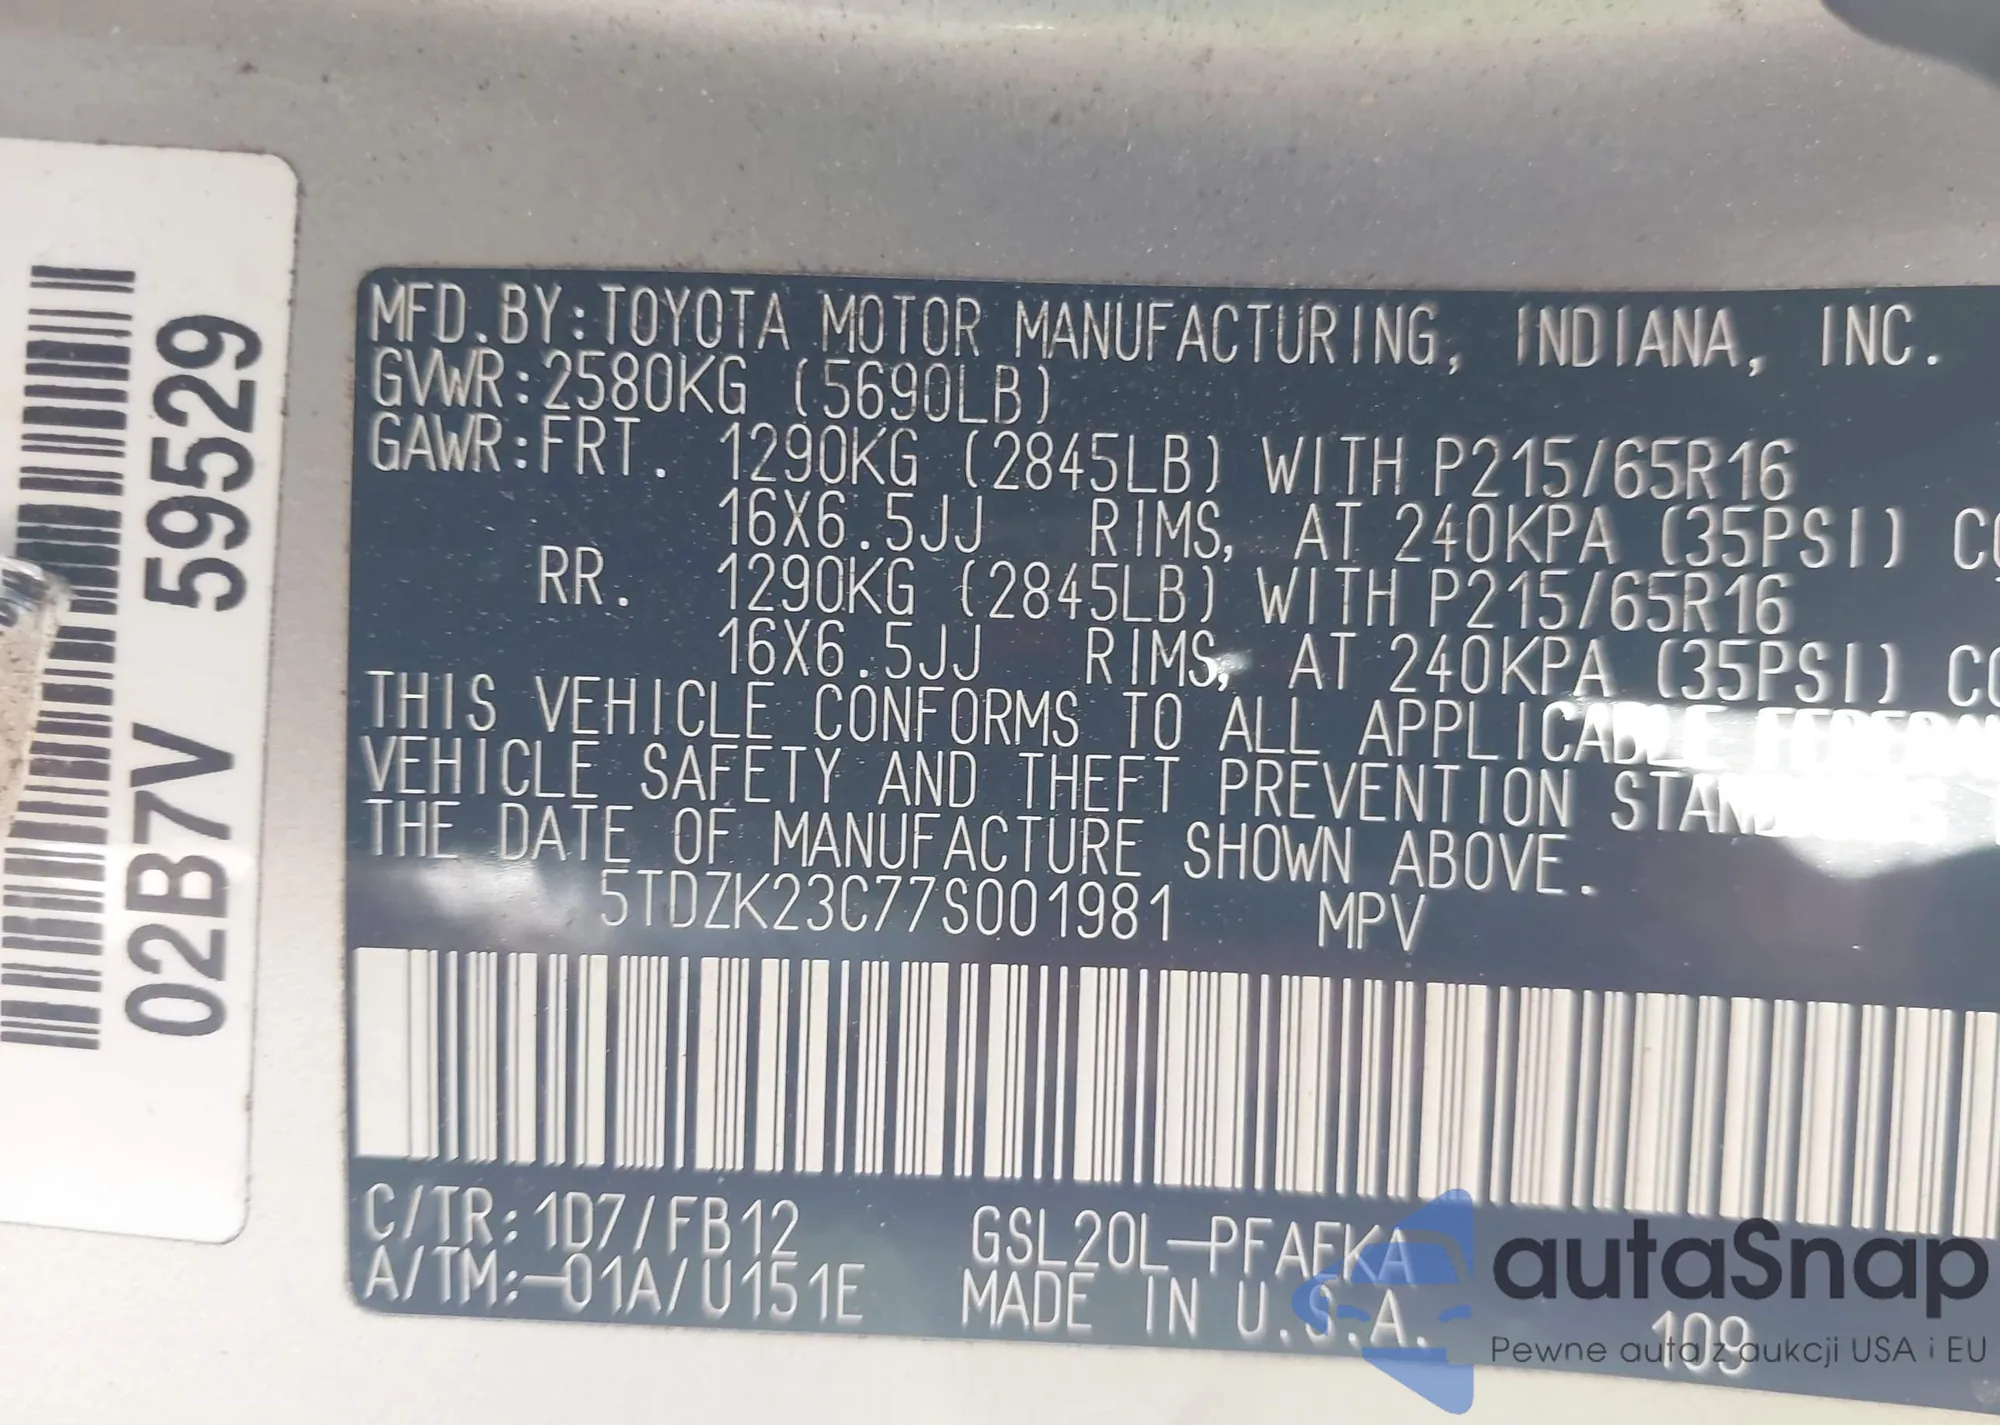 02B7V 59529
MFD.BY:TOYOTA MOTOR MANUFACTURING, INDIANA, INC.
GVWR:2580KG (5690LB)
GAWR:FRT. 1290KG (2845LB) WITH P215/65R16
16X6.5JJ RIMS, AT 240KPA (35PSI)
RR. 1290KG (2845LB) WITH P215/65R16
16X6.5JJ RIMS, AT 240KPA (35PSI)
THIS VEHICLE CONFORMS TO ALL APPLICABLE
VEHICLE SAFETY AND THEFT PREVENTION
THE DATE OF MANUFACTURE SHOWN ABOVE.
5TDZK23C77S001981 MPV
C/TR:1D7/FB12 GSL20L-PFAFKA
A/TM:-01A/U151E MADE IN U.S.A. 109
autaSnap
Pewne auta z aukcji USA i EU